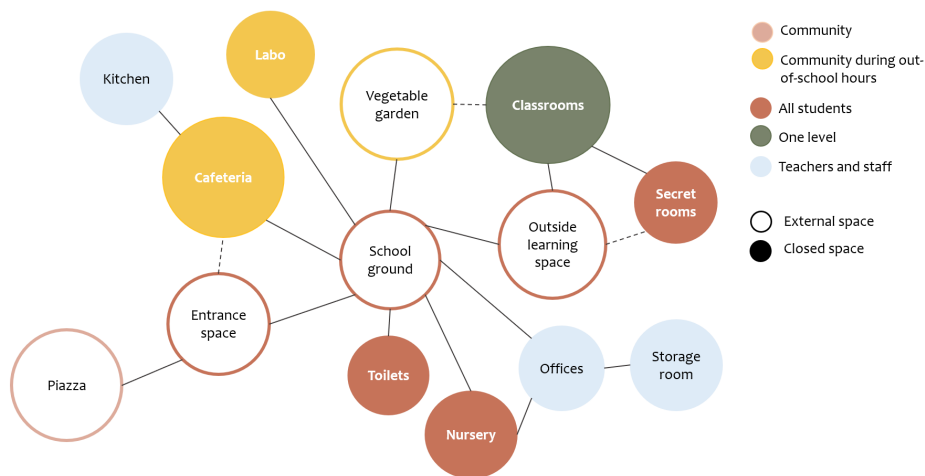 Kitchen
Labo
Vegetable
garden
Classrooms
Cafeteria
Secret
rooms
School
ground
Outside
learning
space
Entrance
space
Piazza
Toilets
Nursery
Offices
Storage
room
Community
Community during out-
of-school hours
All students
One level
Teachers and staff
External space
Closed space